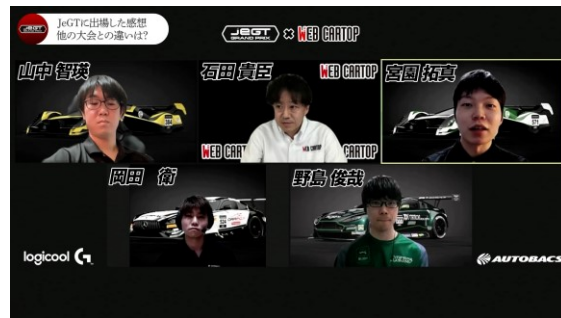 JeGTに出場した感想
他の大会との違いは?
JEGT
GRAND PRIX
×
WEB CARTOP
山中 智瑛
石田 貴臣
WEB CARTOP
宮園 拓真
WEB CART
CARTOP
岡田 衛
野島 俊哉
logicool G
AUTOBACS